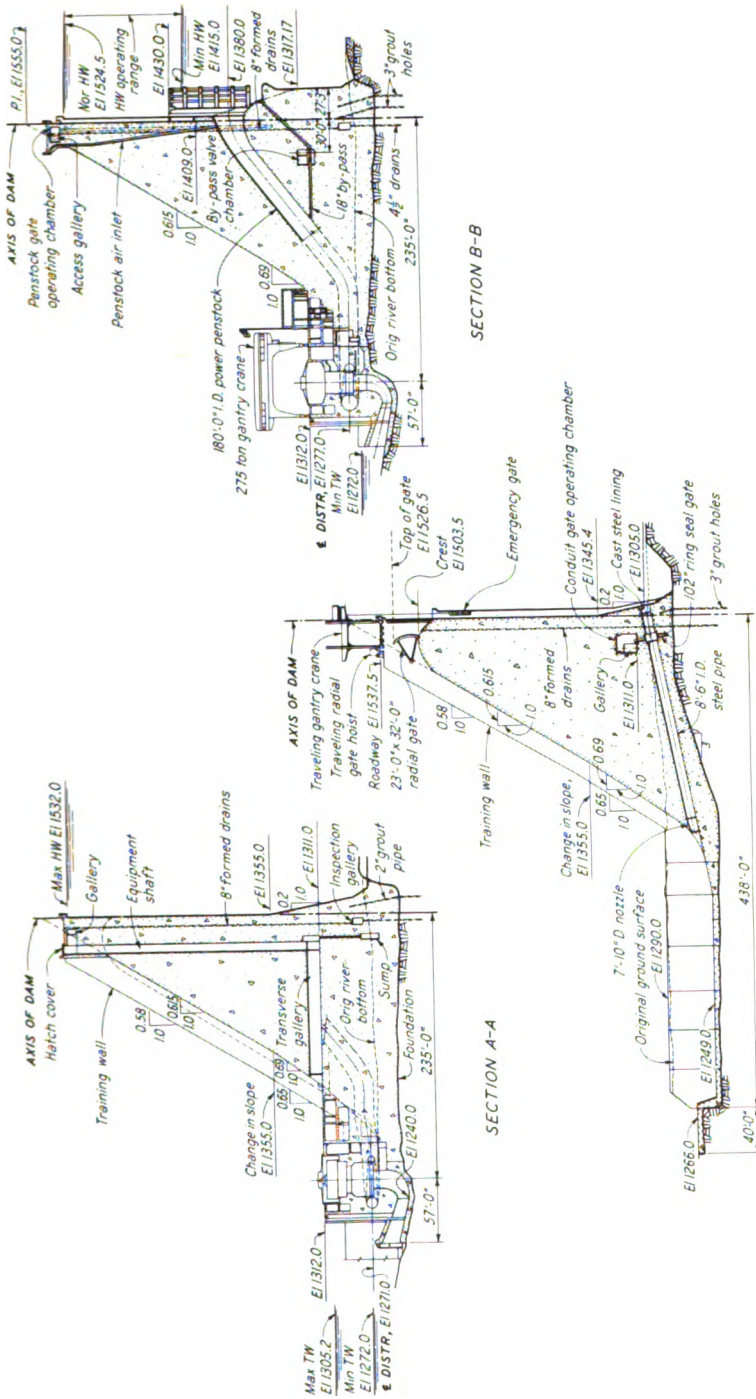 AXIS OF DAM
Hatch cover
Max HW El 1532.0
Gallery
Equipment
shaft
8" formed drains
Training wall
0.58
1.0
0.615
1.0
Change in slope
El 1355.0
0.65
1.0
0.69
1.0
Transverse
gallery
El 1355.0
0.2
1.0
El 1311.0
Inspection
gallery
2" grout
pipe
Orig river
bottom
Sump
Foundation
235'-0"
El 1240.0
57'-0"
El 1312.0
Max TW
El 1305.2
Min TW
El 1272.0
℄ DISTR, El 1271.0
SECTION A-A
AXIS OF DAM
P.I., El 1555.0
Penstock gate
operating chamber
Access gallery
Penstock air inlet
Nor HW
El 1524.5
HW operating
range
El 1430.0
Min HW
El 1415.0
El 1380.0
8" formed
drains
El 1317.17
El 1409.0
By-pass valve
chamber
0.615
1.0
0.69
1.0
18" by-pass
30'-0"
27.5'
3" grout
holes
4½" drains
Orig river bottom
235'-0"
57'-0"
180'-0" I.D. power penstock
275 ton gantry crane
El 1312.0
℄ DISTR, El 1277.0
Min TW
El 1272.0
SECTION B-B
AXIS OF DAM
Traveling gantry crane
Traveling radial
gate hoist
Roadway El 1537.5
23'-0" x 32'-0"
radial gate
Top of gate
El 1526.5
Crest
El 1503.5
Emergency gate
Training wall
0.58
1.0
0.615
1.0
Change in slope,
El 1355.0
0.65
1.0
0.69
1.0
8" formed
drains
Gallery
El 1311.0
Conduit gate operating chamber
El 1345.4
0.2
1.0
Cast steel lining
El 1305.0
3" grout holes
102" ring seal gate
8'-6" I.D.
steel pipe
3
7'-10" D nozzle
Original ground surface
El 1290.0
El 1249.0
El 1266.0
40'-0"
438'-0"